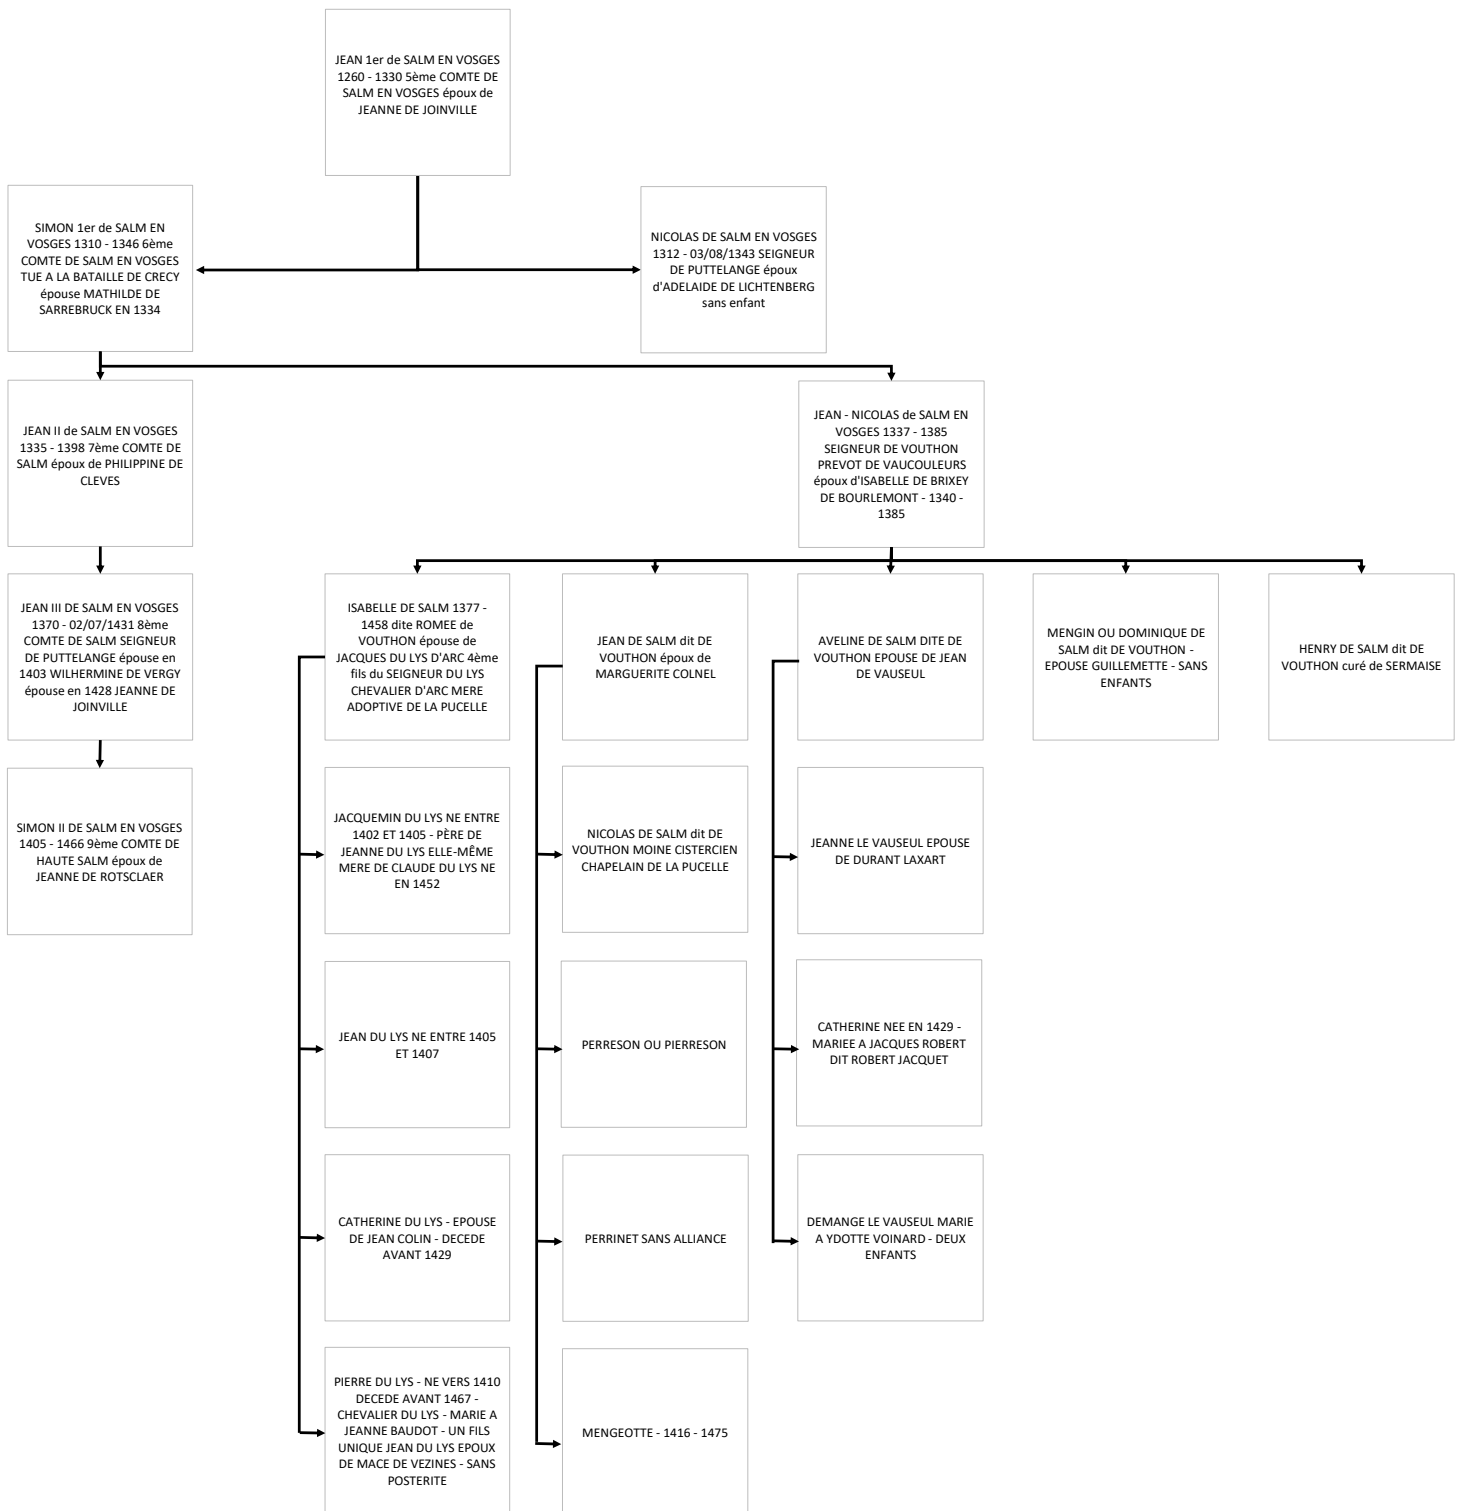 JEAN 1er de SALM EN VOSGES
1260 - 1330 5ème COMTE DE
SALM EN VOSGES époux de
JEANNE DE JOINVILLE
SIMON 1er de SALM EN
VOSGES 1310 - 1346 6ème
COMTE DE SALM EN VOSGES
TUE A LA BATAILLE DE CRECY
épouse MATHILDE DE
SARREBRUCK EN 1334
NICOLAS DE SALM EN VOSGES
1312 - 03/08/1343 SEIGNEUR
DE PUTTELANGE époux
d'ADELAIDE DE LICHTENBERG
sans enfant
JEAN II de SALM EN VOSGES
1335 - 1398 7ème COMTE DE
SALM époux de PHILIPPINE DE
CLEVES
JEAN - NICOLAS de SALM EN
VOSGES 1337 - 1385
SEIGNEUR DE VOUTHON
PREVOT DE VAUCOULEURS
époux d'ISABELLE DE BRIXEY
DE BOURLEMONT - 1340 -
1385
JEAN III DE SALM EN VOSGES
1370 - 02/07/1431 8ème
COMTE DE SALM SEIGNEUR
DE PUTTELANGE épouse en
1403 WILHERMINE DE VERGY
épouse en 1428 JEANNE DE
JOINVILLE
ISABELLE DE SALM 1377 -
1458 dite ROMEE de
VOUTHON épouse de
JACQUES DU LYS D'ARC 4ème
fils du SEIGNEUR DU LYS
CHEVALIER D'ARC MERE
ADOPTIVE DE LA PUCELLE
JEAN DE SALM dit DE
VOUTHON époux de
MARGUERITE COLNEL
AVELINE DE SALM DITE DE
VOUTHON EPOUSE DE JEAN
DE VAUSEUL
MENGIN OU DOMINIQUE DE
SALM dit DE VOUTHON -
EPOUSE GUILLEMETTE - SANS
ENFANTS
HENRY DE SALM dit DE
VOUTHON curé de SERMAISE
SIMON II DE SALM EN VOSGES
1405 - 1466 9ème COMTE DE
HAUTE SALM époux de
JEANNE DE ROTSCLAER
JACQUEMIN DU LYS NE ENTRE
1402 ET 1405 - PÈRE DE
JEANNE DU LYS ELLE-MÊME
MERE DE CLAUDE DU LYS NE
EN 1452
NICOLAS DE SALM dit DE
VOUTHON MOINE CISTERCIEN
CHAPELAIN DE LA PUCELLE
JEANNE LE VAUSEUL EPOUSE
DE DURANT LAXART
JEAN DU LYS NE ENTRE 1405
ET 1407
PERRESON OU PIERRESON
CATHERINE NEE EN 1429 -
MARIEE A JACQUES ROBERT
DIT ROBERT JACQUET
CATHERINE DU LYS - EPOUSE
DE JEAN COLIN - DECEDE
AVANT 1429
PERRINET SANS ALLIANCE
DEMANGE LE VAUSEUL MARIE
A YDOTTE VOINARD - DEUX
ENFANTS
PIERRE DU LYS - NE VERS 1410
DECEDE AVANT 1467 -
CHEVALIER DU LYS - MARIE A
JEANNE BAUDOT - UN FILS
UNIQUE JEAN DU LYS EPOUX
DE MACE DE VEZINES - SANS
POSTERITE
MENGEOTTE - 1416 - 1475